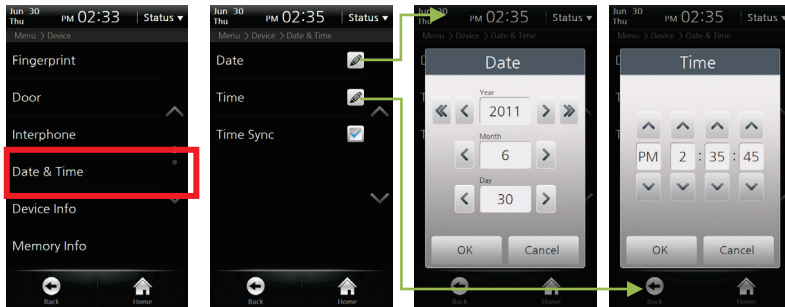 Jun 30
Thu
PM 02:33
Status ▼
Menu > Device
Fingerprint
Door
Interphone
Date & Time
Device Info
Memory Info
Back
Home
Jun 30
Thu
PM 02:35
Status ▼
Menu > Device > Date & Time
Date
Time
Time Sync
Back
Home
Jun 30
Thu
PM 02:35
Status ▼
Menu > Device > Date & Time
Date
Year
2011
Month
6
Day
30
OK
Cancel
Back
Home
Jun 30
Thu
PM 02:35
Status ▼
Menu > Device > Date & Time
Time
PM 2 : 35 : 45
OK
Cancel
Back
Home